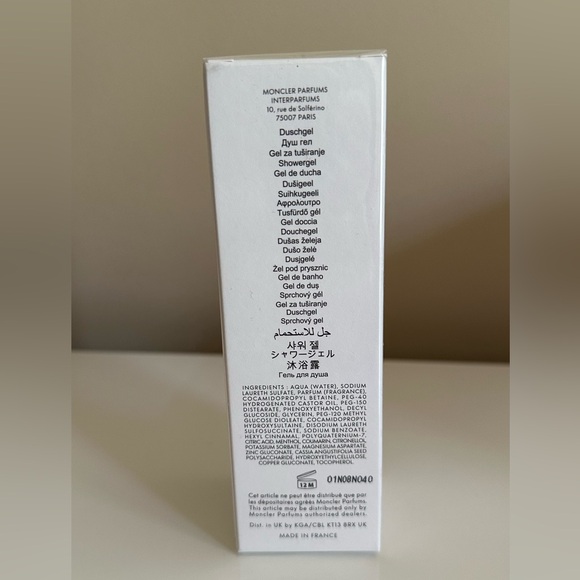 MONCLER PARFUMS
INTERPARFUMS
10, rue de Solférino
75007 PARIS
Duschgel
Душ гел
Gel za tuširanje
Showergel
Gel de ducha
Dušigeel
Suihkugeeli
Αφρολουτρο
Tusfürdő gél
Gel doccia
Douchegel
Dušas želeja
Dušo želė
Dusjgelé
Żel pod prysznic
Gel de banho
Gel de duş
Sprchový gél
Gel za tuširanje
Duschgel
Sprchový gel
جل للاستحمام
샤워 젤
シャワージェル
沐浴露
Гель для душа
INGREDIENTS : AQUA (WATER), SODIUM
LAURETH SULFATE, PARFUM (FRAGRANCE),
COCAMIDOPROPYL BETAINE, PEG-40
HYDROGENATED CASTOR OIL, PEG-150
DISTEARATE, PHENOXYETHANOL, DECYL
GLUCOSIDE, GLYCERIN, PEG-120 METHYL
GLUCOSE DIOLEATE, COCAMIDOPROPYL
HYDROXYSULTAINE, DISODIUM LAURETH
SULFOSUCCINATE, SODIUM BENZOATE,
HEXYL CINNAMAL, POLYQUATERNIUM-7,
CITRIC ACID, MENTHOL, COUMARIN, CITRONELLOL,
POTASSIUM SORBATE, MAGNESIUM ASPARTATE,
ZINC GLUCONATE, CASSIA ANGUSTIFOLIA SEED
POLYSACCHARIDE, HYDROXYETHYLCELLULOSE,
COPPER GLUCONATE, TOCOPHEROL.
12 M
01N08N040
Cet article ne peut être distribué que par
les dépositaires agréés Moncler Parfums.
This article may be distributed only by
Moncler Parfums authorized dealers.
Dist. in UK by KGA/CBL KT13 8RX UK
MADE IN FRANCE